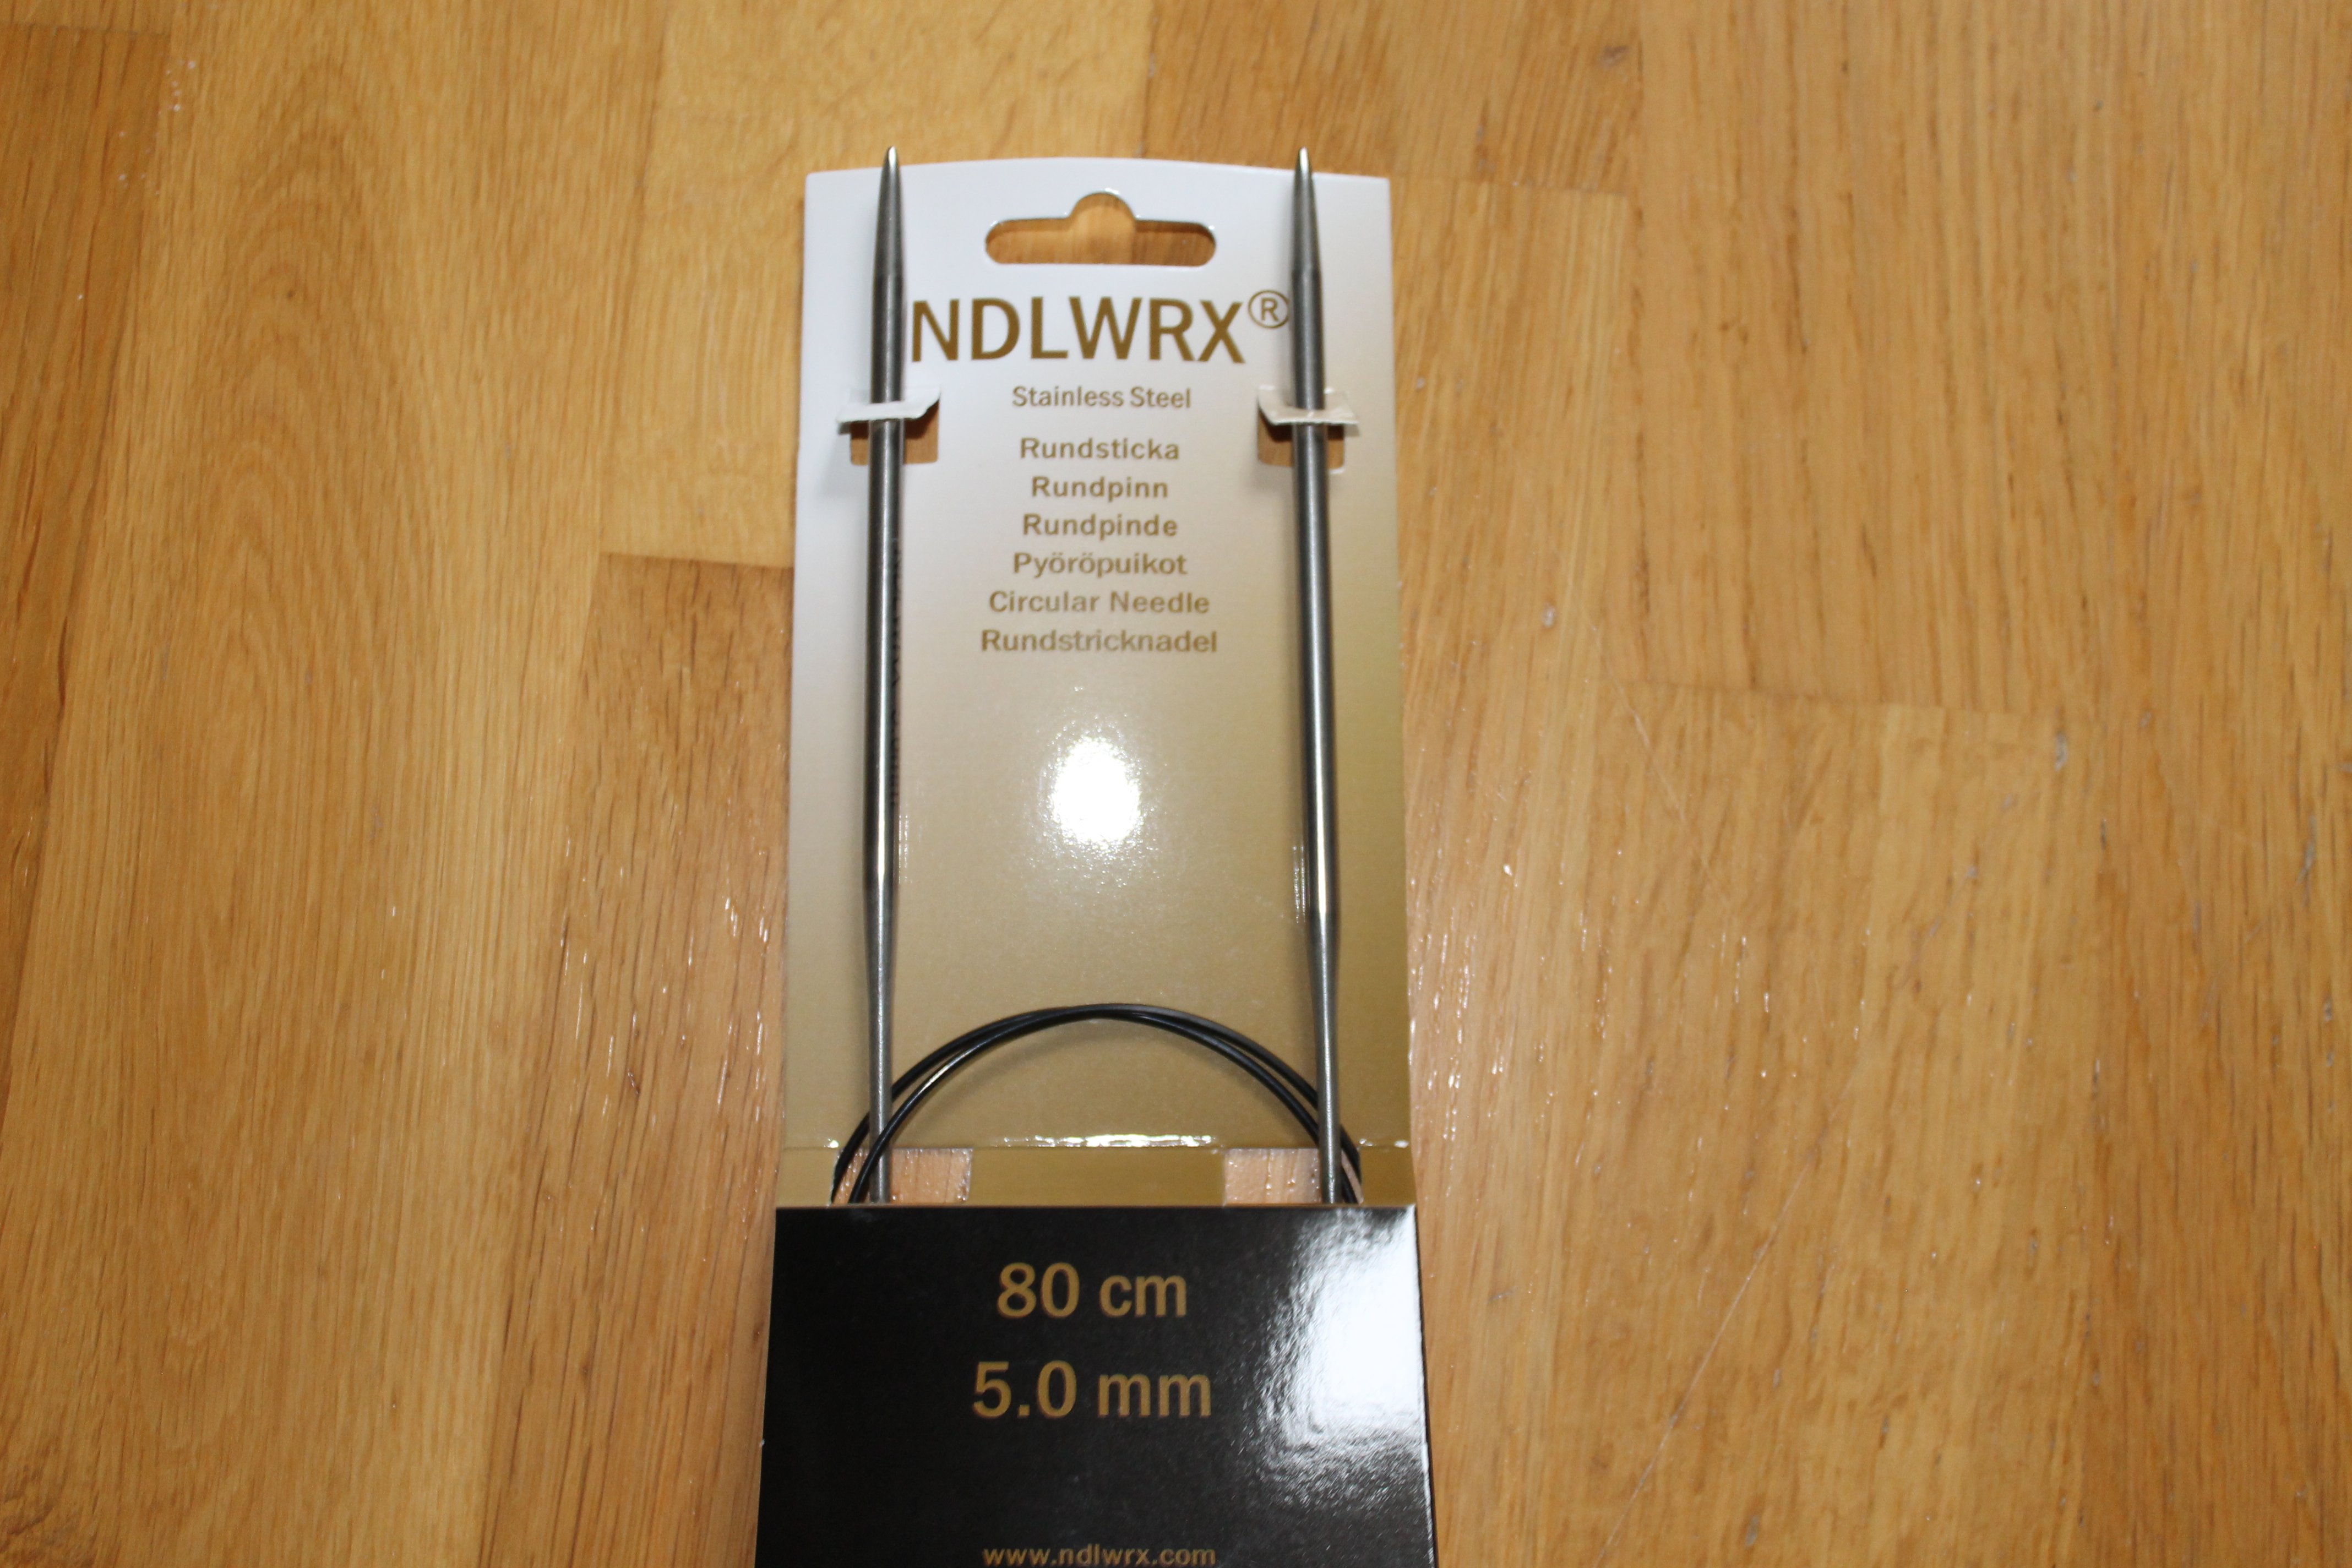 NDLWRX®
Stainless Steel
Rundsticka
Rundpinn
Rundpinde
Pyöröpuikot
Circular Needle
Rundstricknadel
80 cm
5.0 mm
www.ndlwrx.com